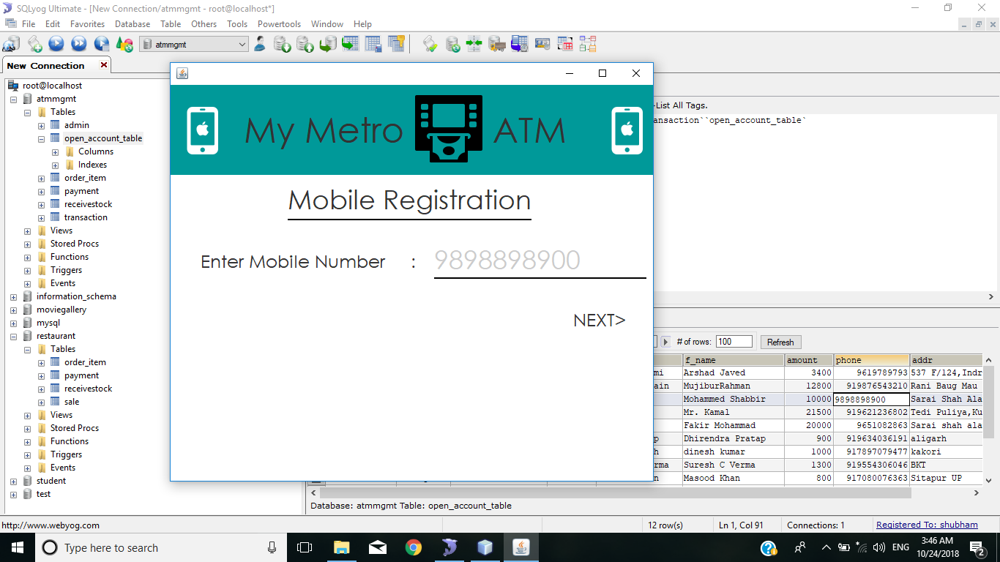 SQLyog Ultimate - [New Connection/atmmgmt - root@localhost*]
File Edit Favorites Database Table Others Tools Powertools Window Help
atmmgmt
New Connection
root@localhost
atmmgmt
Tables
admin
open_account_table
Columns
Indexes
order_item
payment
receivestock
transaction
Views
Stored Procs
Functions
Triggers
Events
information_schema
moviegallery
mysql
restaurant
Tables
order_item
payment
receivestock
sale
Views
Stored Procs
Functions
Triggers
Events
student
test
My Metro ATM
Mobile Registration
Enter Mobile Number : 9898898900
NEXT>
-List All Tags.
nsaction``open_account_table`
# of rows: 100 Refresh
f_name amount phone addr
mi Arshad Javed 3400 9619789793 537 F/124,Indr
ain MujiburRahman 12800 919876543210 Rani Baug Mau
Mohammed Shabbir 10000 9898898900 Sarai Shah Ala
Mr. Kamal 21500 919621236802 Tedi Puliya,Ku
Fakir Mohammad 20000 9651082863 Sarai shah ala
p Dhirendra Pratap 900 919634036191 aligarh
h dinesh kumar 1000 917897079477 kakori
rma Suresh C Verma 1300 919554306046 BKT
n Masood Khan 800 917080076363 Sitapur UP
Database: atmmgmt Table: open_account_table
http://www.webyog.com 12 row(s) Ln 1, Col 91 Connections: 1 Registered To: shubham
Type here to search ENG 3:46 AM
10/24/2018 2